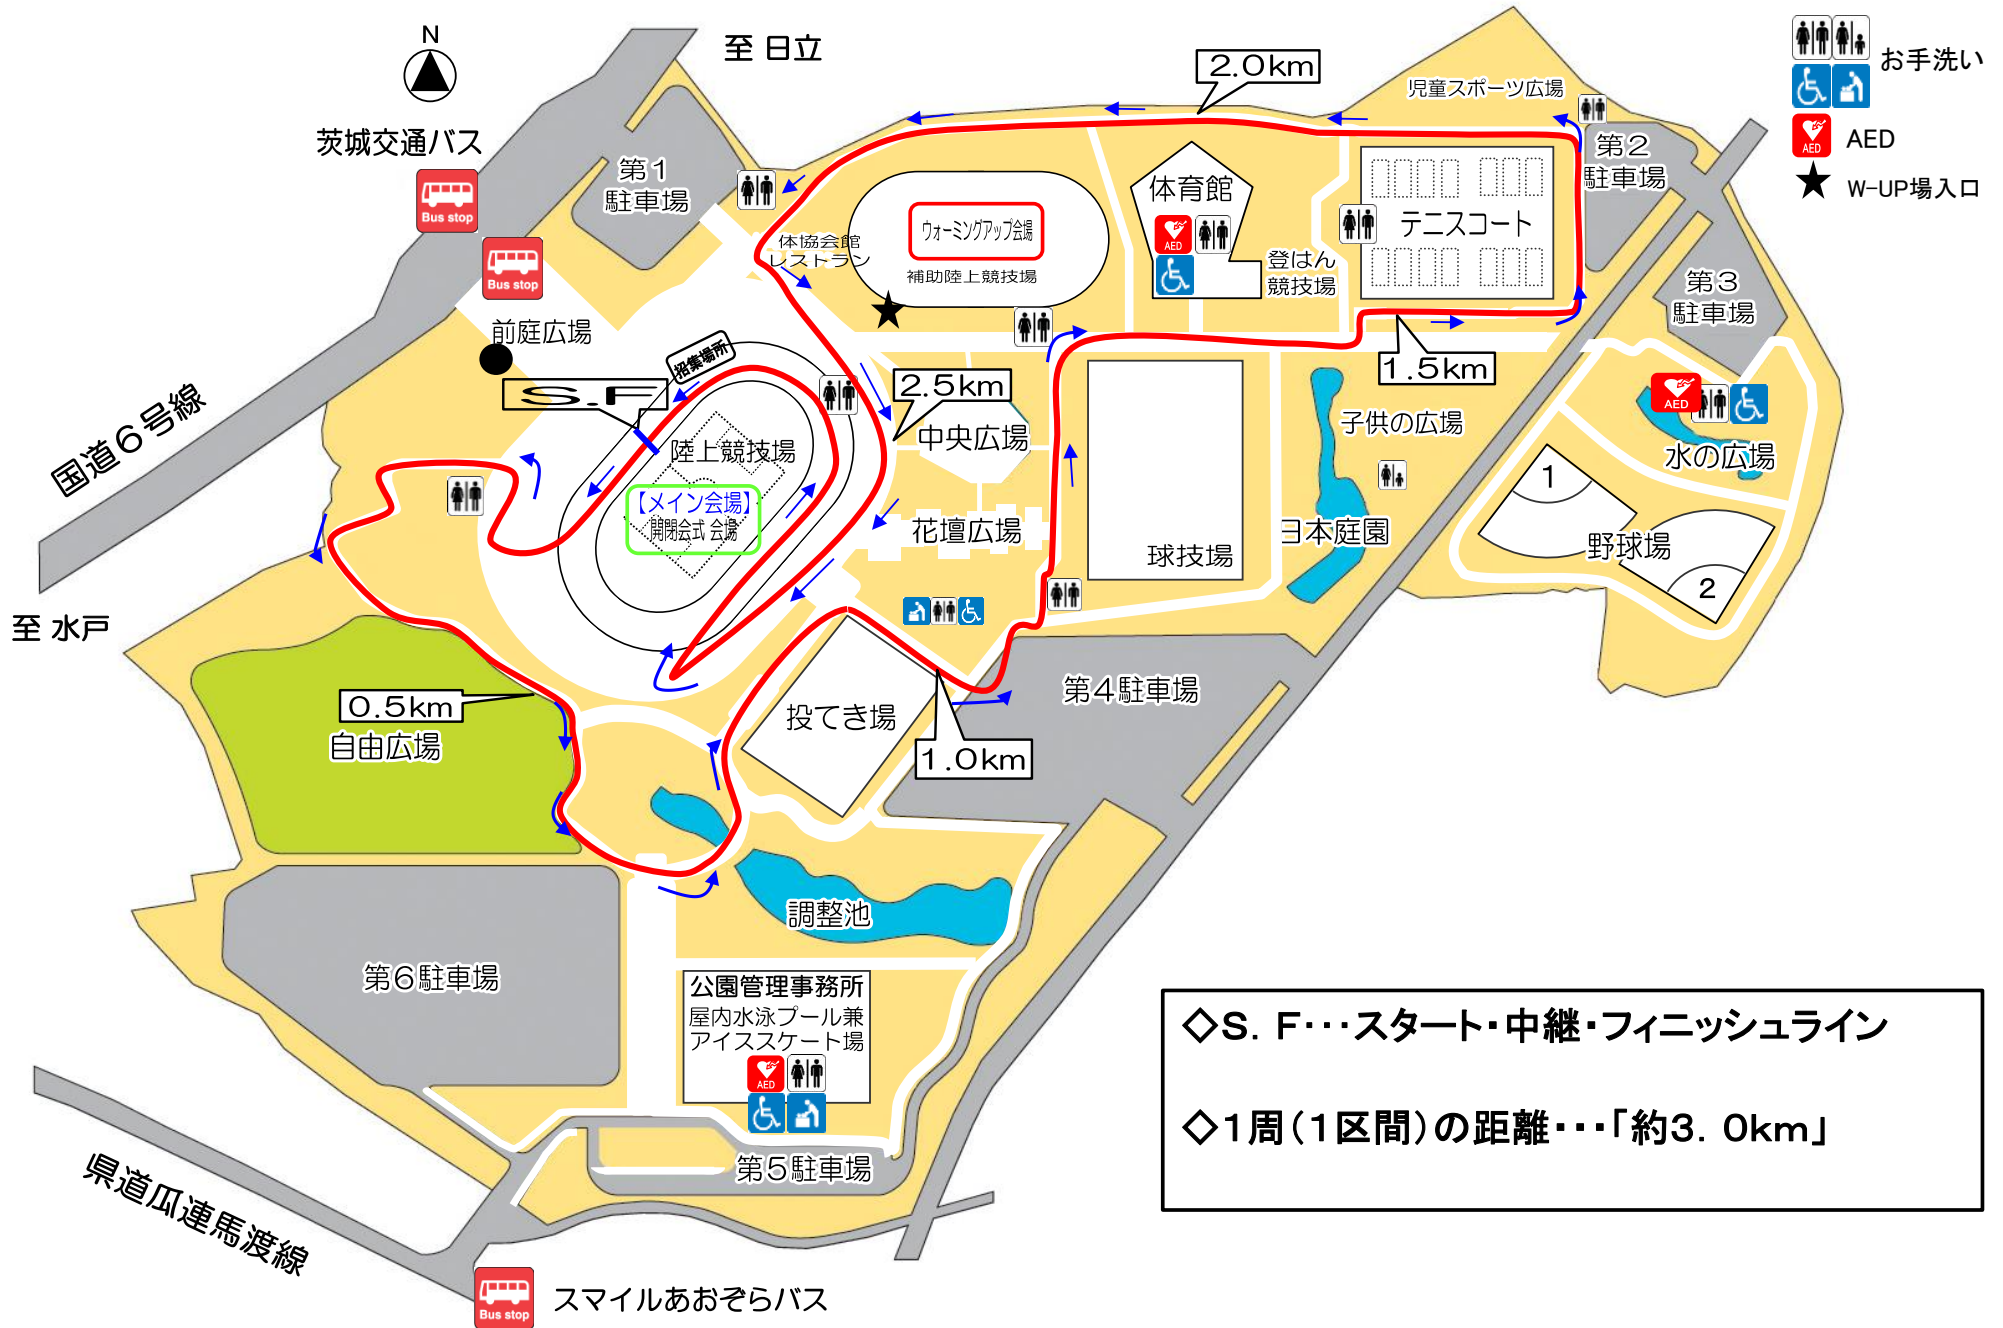 N
至 日立
2.0km
児童スポーツ広場
お手洗い
茨城交通バス
AED
AED
W-UP場入口
第1
駐車場
第2
駐車場
Bus stop
Bus stop
体育館
AED
テニスコート
ウォーミングアップ会場
補助陸上競技場
体協会館
レストラン
登はん
競技場
第3
駐車場
前庭広場
招集場所
S.F
1.5km
2.5km
国道6号線
陸上競技場
中央広場
子供の広場
AED
水の広場
【メイン会場】
開閉会式 会場
花壇広場
日本庭園
球技場
野球場
1
2
至 水戸
0.5km
自由広場
投てき場
第4駐車場
1.0km
調整池
第6駐車場
公園管理事務所
屋内水泳プール兼
アイススケート場
AED
第5駐車場
県道瓜連馬渡線
Bus stop
スマイルあおぞらバス
◇S. F･･･スタート･中継･フィニッシュライン
◇1周(1区間)の距離･･･「約3. 0km」